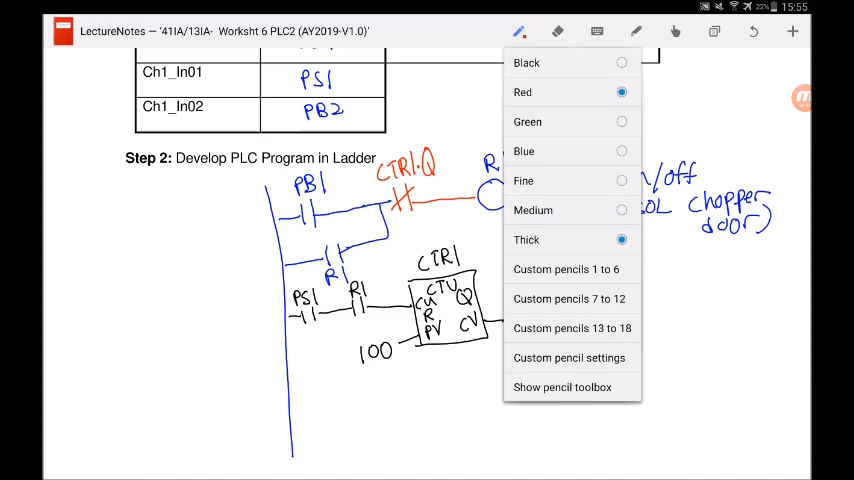 22% 15:55
LectureNotes — '41IA/13IA- Worksht 6 PLC2 (AY2019-V1.0)'
Ch1_In01 PS1
Ch1_In02 PB2
Step 2: Develop PLC Program in Ladder
Black
Red
Green
Blue
Fine
Medium
Thick
Custom pencils 1 to 6
Custom pencils 7 to 12
Custom pencils 13 to 18
Custom pencil settings
Show pencil toolbox
PB1 CTR1.Q
/off
SOL chopper
door)
R1
PS1 R1 CTR1
CTU
CU Q
R
PV CV
100